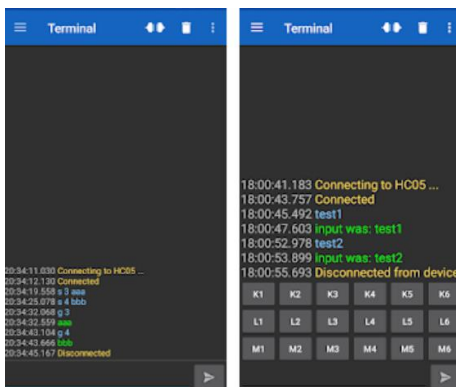 Terminal
20:34:11.030 Connecting to HC05 ...
20:34:12.130 Connected
20:34:19.558 s 3 aaa
20:34:25.078 s 4 bbb
20:34:32.068 g 3
20:34:32.559 aaa
20:34:43.104 g 4
20:34:43.666 bbb
20:34:45.167 Disconnected
Terminal
18:00:41.183 Connecting to HC05 ...
18:00:43.757 Connected
18:00:45.492 test1
18:00:47.603 input was: test1
18:00:52.978 test2
18:00:53.899 input was: test2
18:00:55.693 Disconnected from device
K1 K2 K3 K4 K5 K6
L1 L2 L3 L4 L5 L6
M1 M2 M3 M4 M5 M6